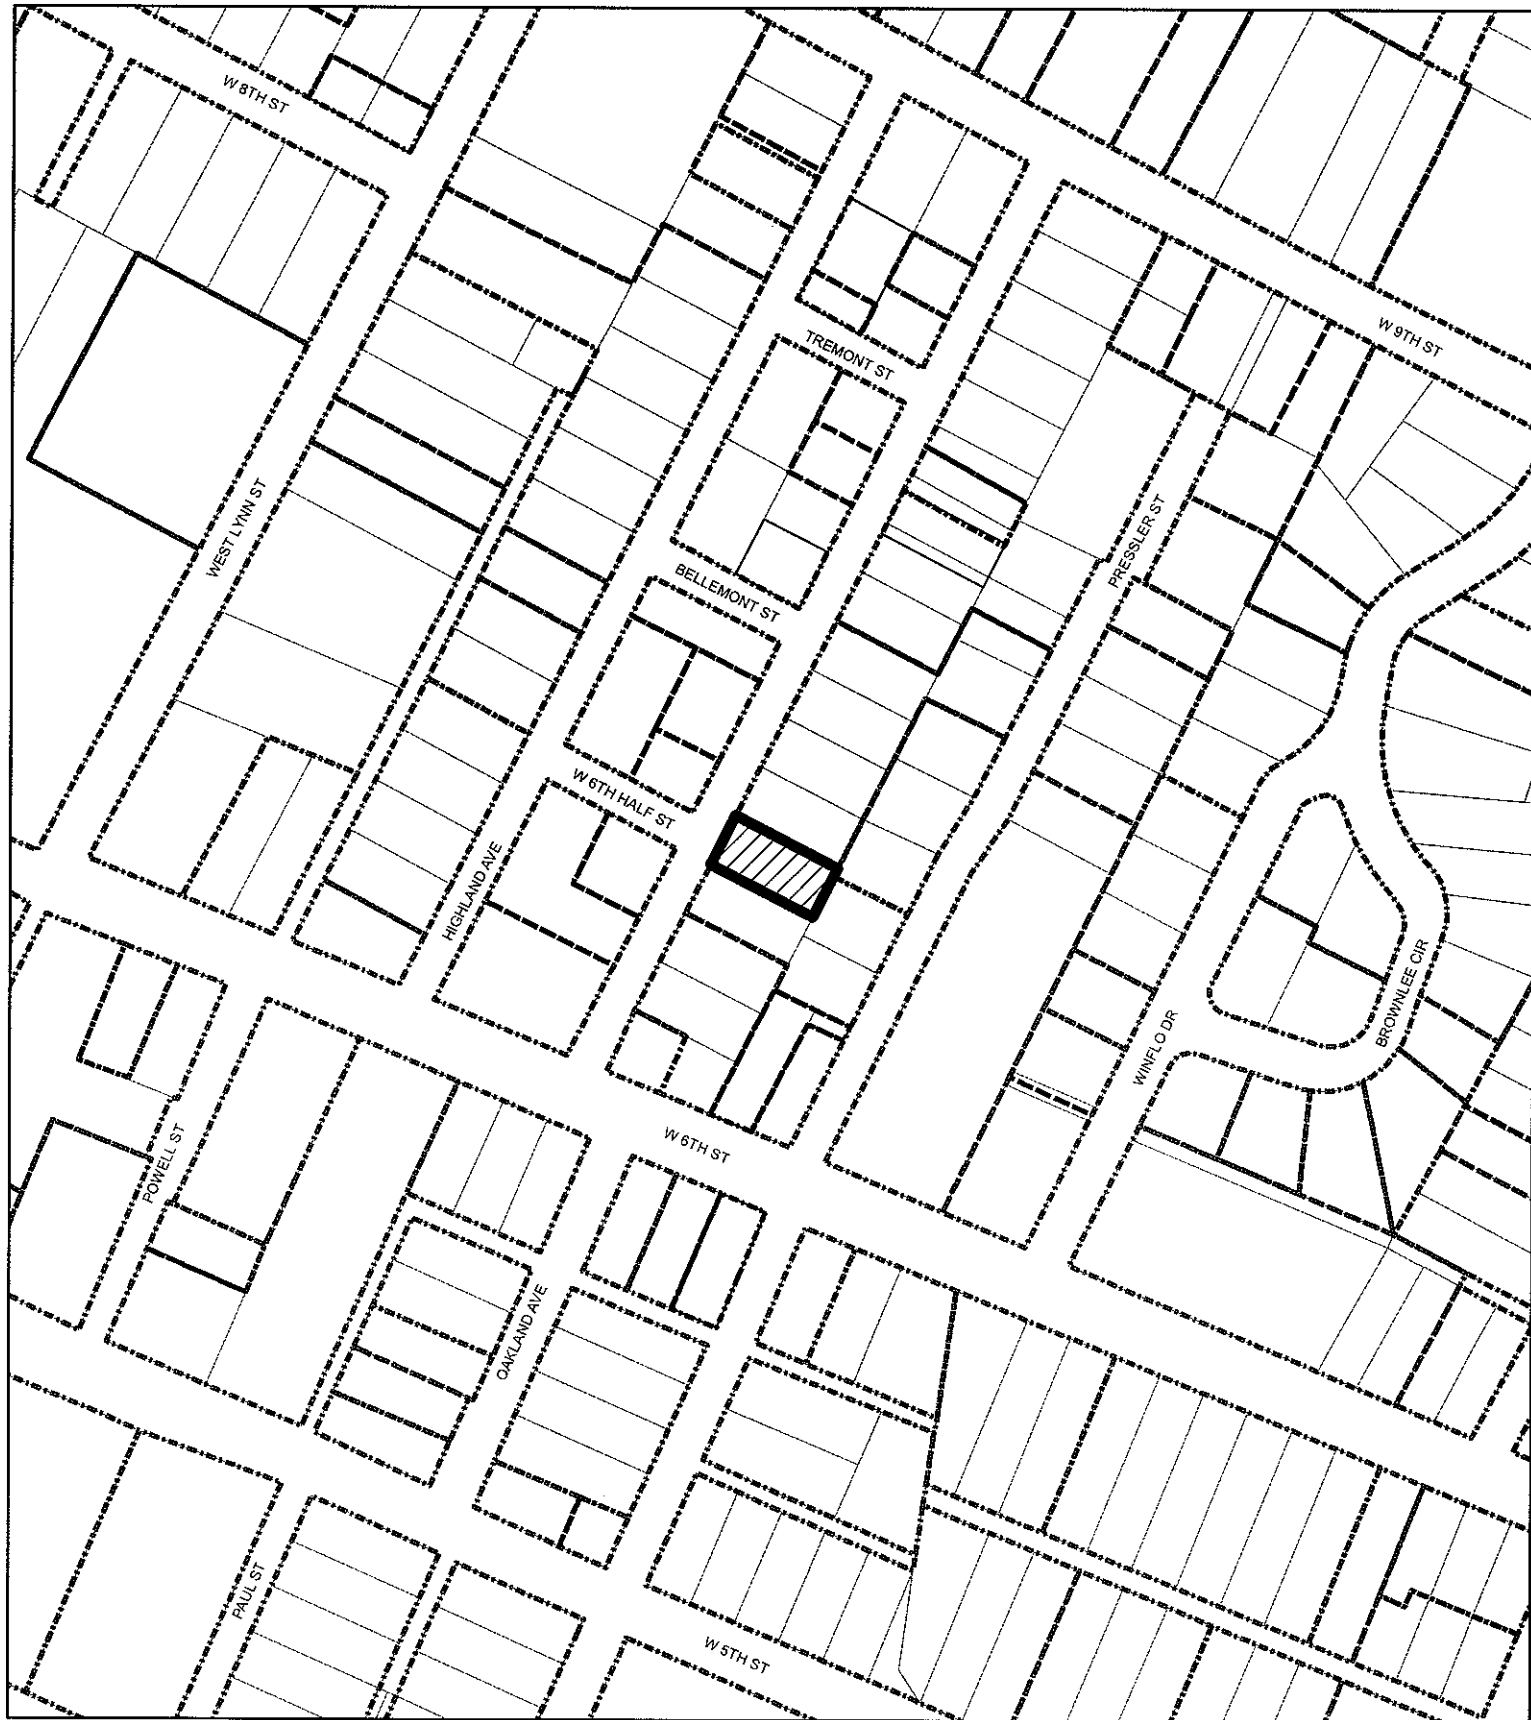 W 8TH ST
W 9TH ST
TREMONT ST
WEST LYNN ST
PRESSLER ST
BELLEMONT ST
W 6TH HALF ST
HIGHLAND AVE
BROWNLEE CIR
WINFLO DR
W 6TH ST
POWELL ST
OAKLAND AVE
PAUL ST
W 5TH ST